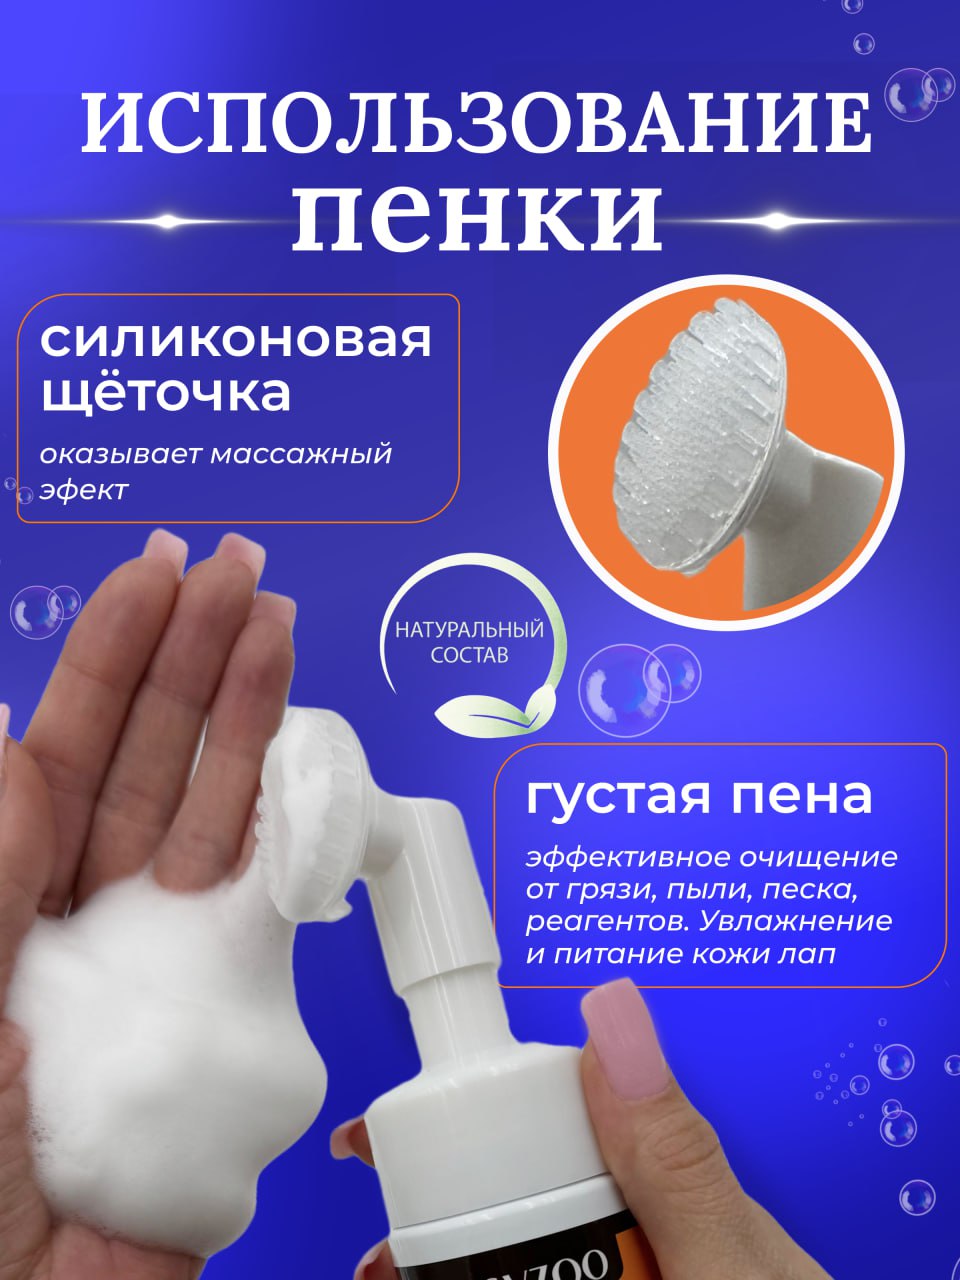 ИСПОЛЬЗОВАНИЕ
пенки
силиконовая
щёточка
оказывает массажный
эфект
НАТУРАЛЬНЫЙ
СОСТАВ
густая пена
эффективное очищение
от грязи, пыли, песка,
реагентов. Увлажнение
и питание кожи лап